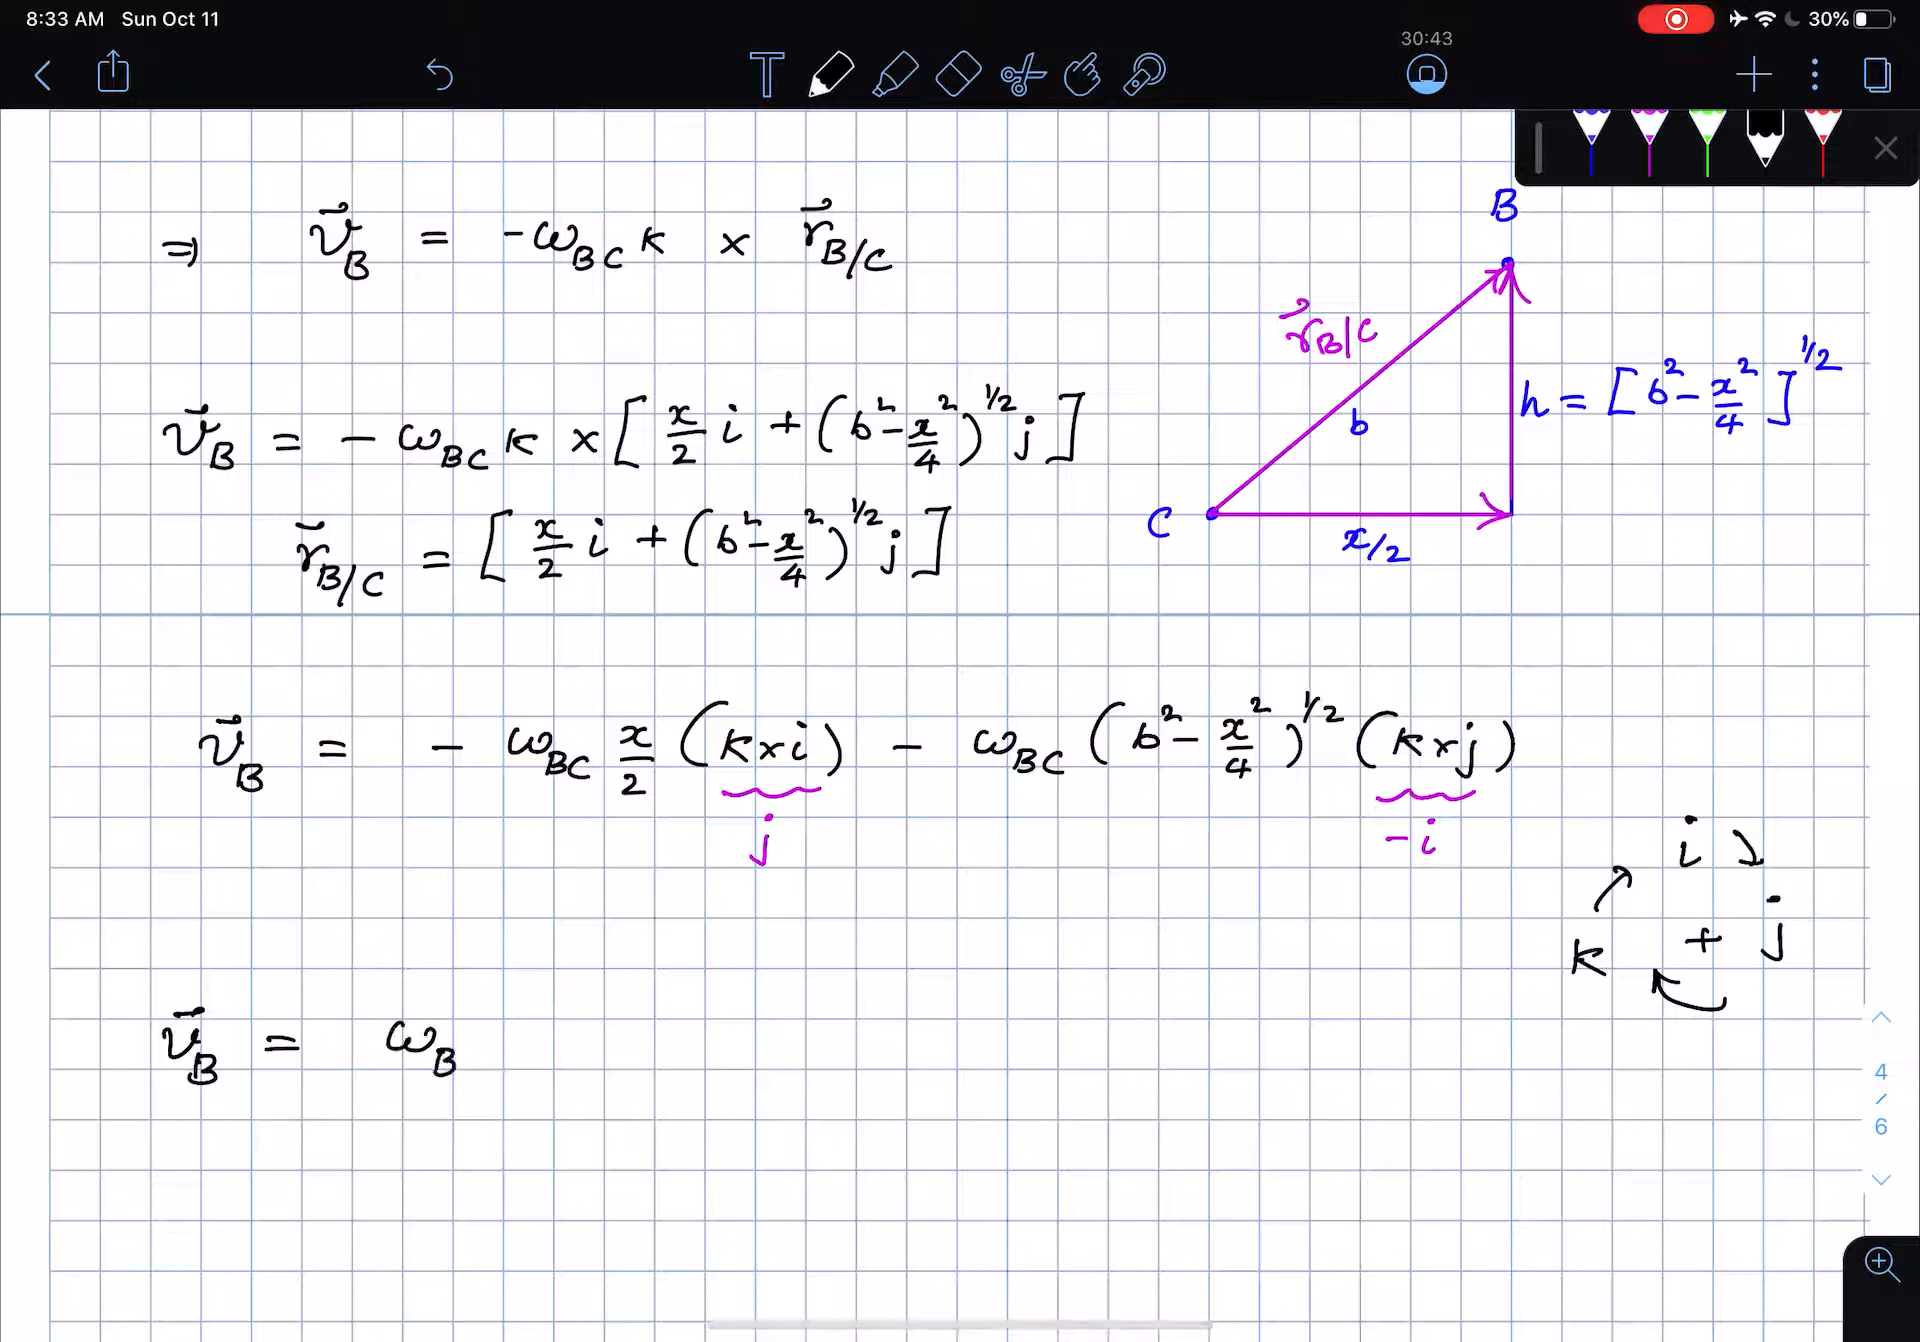 8:33 AM Sun Oct 11
30%
30:43
T
⇒ v⃗_B = -ω_BC k × r⃗_B/C
B
r⃗_B/C
b
h = [b² - x²/4]^1/2
C
x/2
v⃗_B = - ω_BC k × [x/2 i + (b² - x²/4)^1/2 j]
r⃗_B/C = [x/2 i + (b² - x²/4)^1/2 j]
v⃗_B = - ω_BC x/2 (k × i) - ω_BC (b² - x²/4)^1/2 (k × j)
j -i
i
k + j
v⃗_B = ω_B
4
/
6